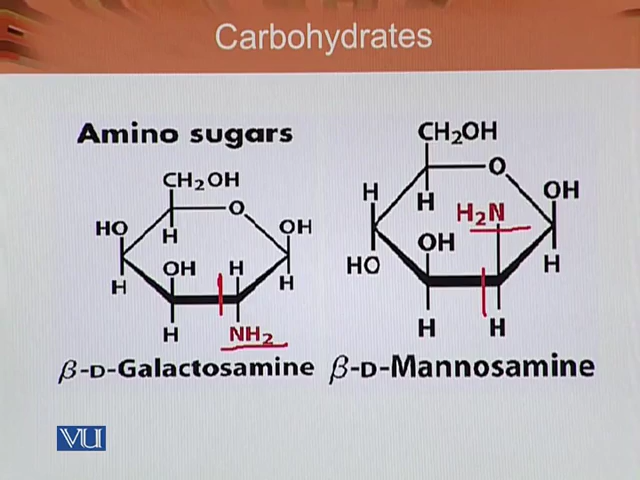 Carbohydrates
Amino sugars
CH₂OH
O
HO
H
OH
OH
H
H
H
H
NH₂
β-D-Galactosamine
CH₂OH
O
H
H
H₂N
OH
OH
HO
H
H
H
β-D-Mannosamine
VU